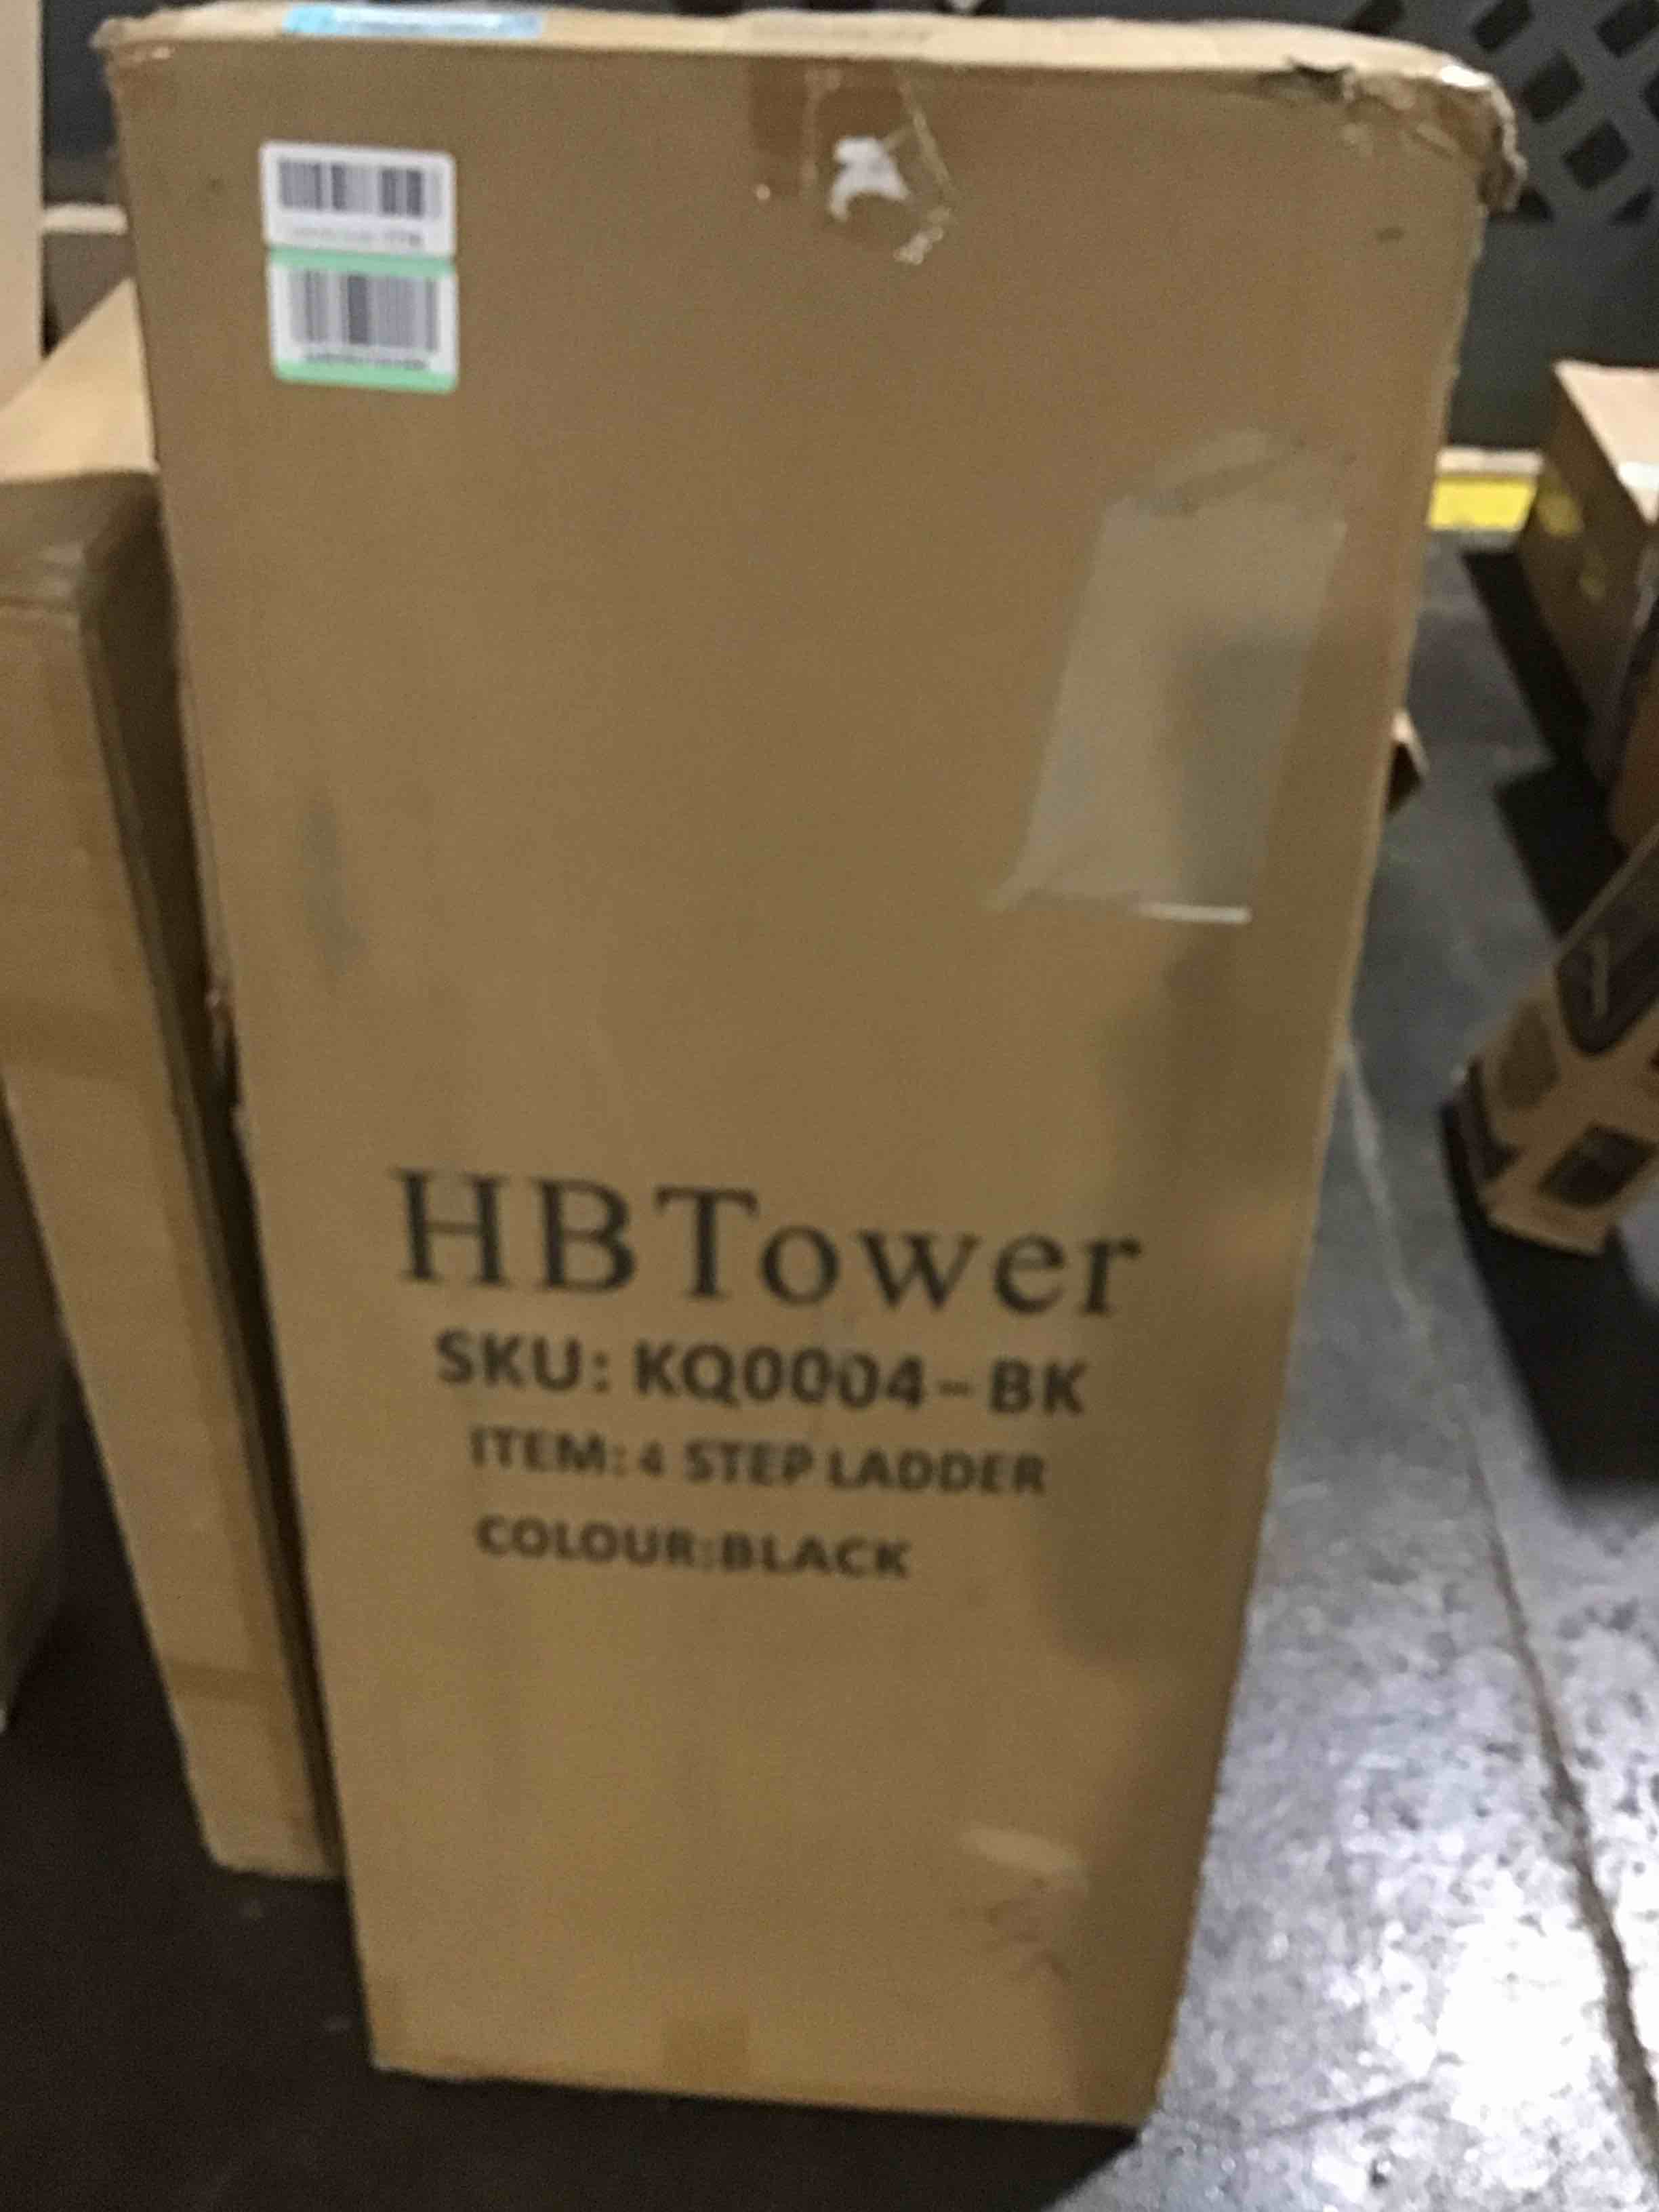 HBTower
SKU: KQ0004-BK
ITEM: 4 STEP LADDER
COLOUR:BLACK